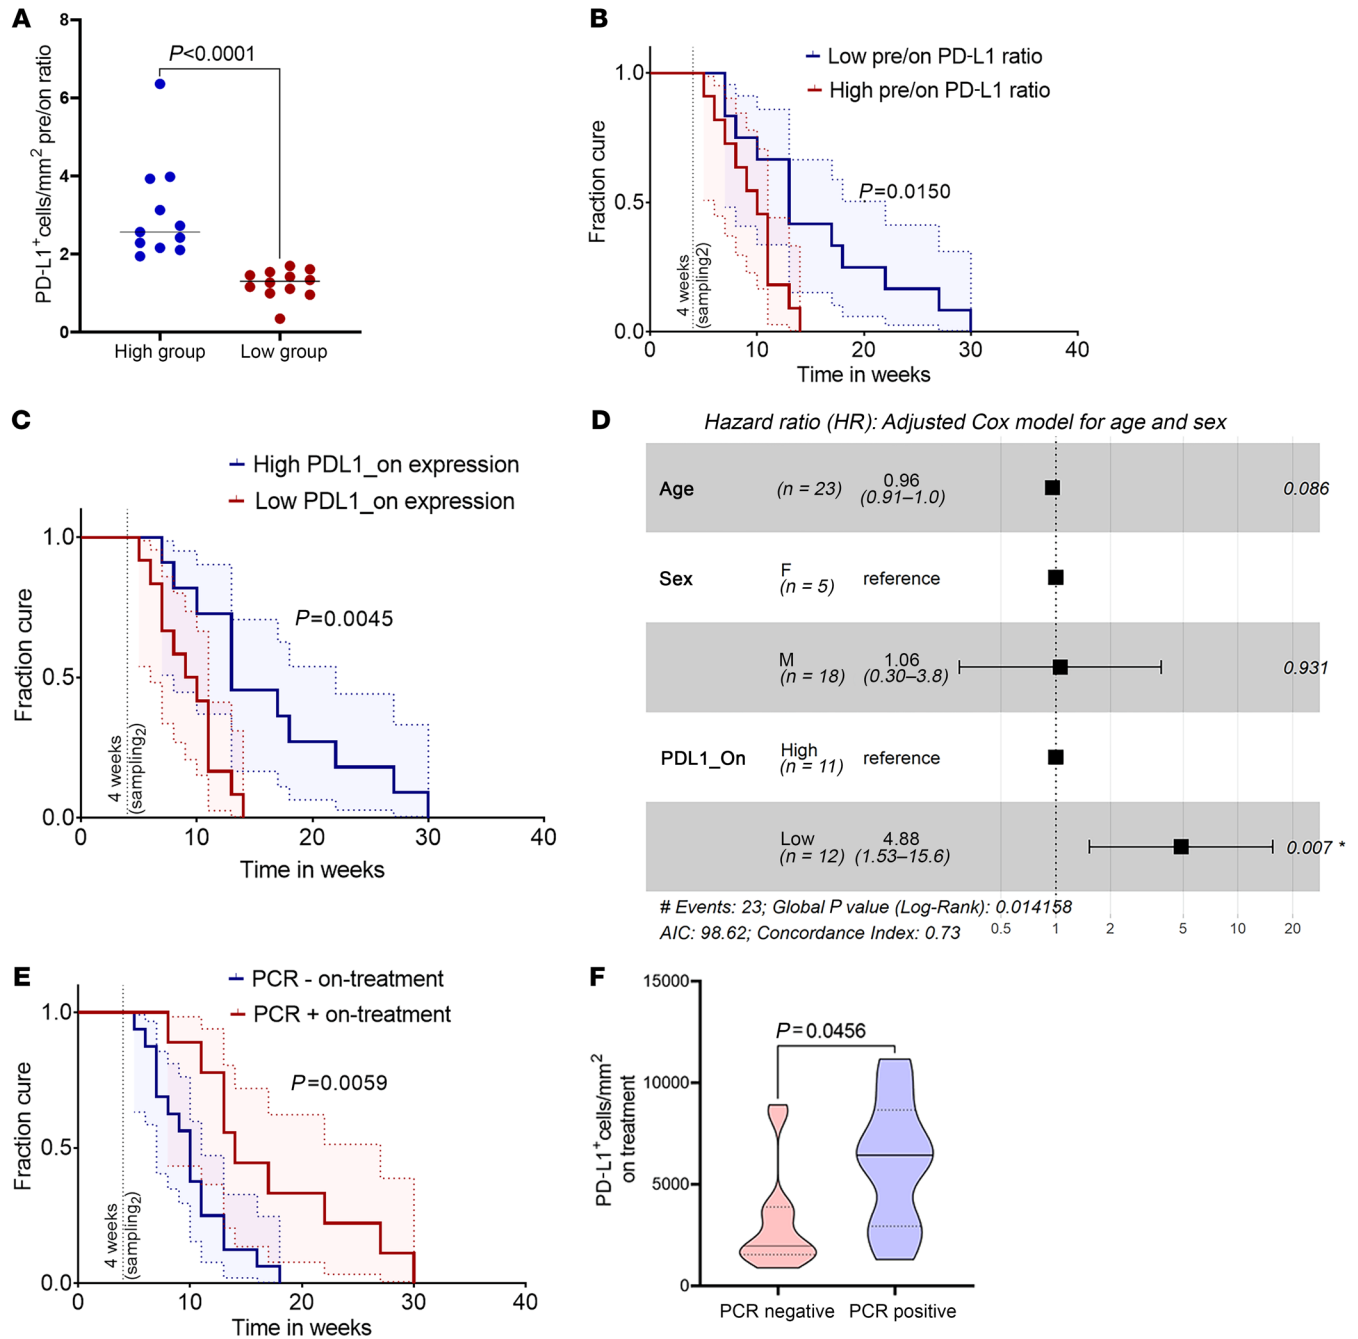 A
8
6
4
2
0
PD-L1⁺cells/mm² pre/on ratio
P<0.0001
High group
Low group
B
Low pre/on PD-L1 ratio
High pre/on PD-L1 ratio
1.0
0.5
0.0
Fraction cure
P=0.0150
4 weeks
(sampling2)
0
10
20
30
40
Time in weeks
C
High PDL1_on expression
Low PDL1_on expression
1.0
0.5
0.0
Fraction cure
P=0.0045
4 weeks
(sampling₂)
0
10
20
30
40
Time in weeks
D
Hazard ratio (HR): Adjusted Cox model for age and sex
Age
(n = 23)
0.96
(0.91–1.0)
0.086
Sex
F
(n = 5)
reference
M
(n = 18)
1.06
(0.30–3.8)
0.931
PDL1_On
High
(n = 11)
reference
Low
(n = 12)
4.88
(1.53–15.6)
0.007 *
# Events: 23; Global P value (Log-Rank): 0.014158
AIC: 98.62; Concordance Index: 0.73
0.5
1
2
5
10
20
E
PCR - on-treatment
PCR + on-treatment
1.0
0.5
0.0
Fraction cure
P=0.0059
4 weeks
(sampling₂)
0
10
20
30
40
Time in weeks
F
15000
10000
5000
0
PD-L1⁺cells/mm²
on treatment
P=0.0456
PCR negative
PCR positive